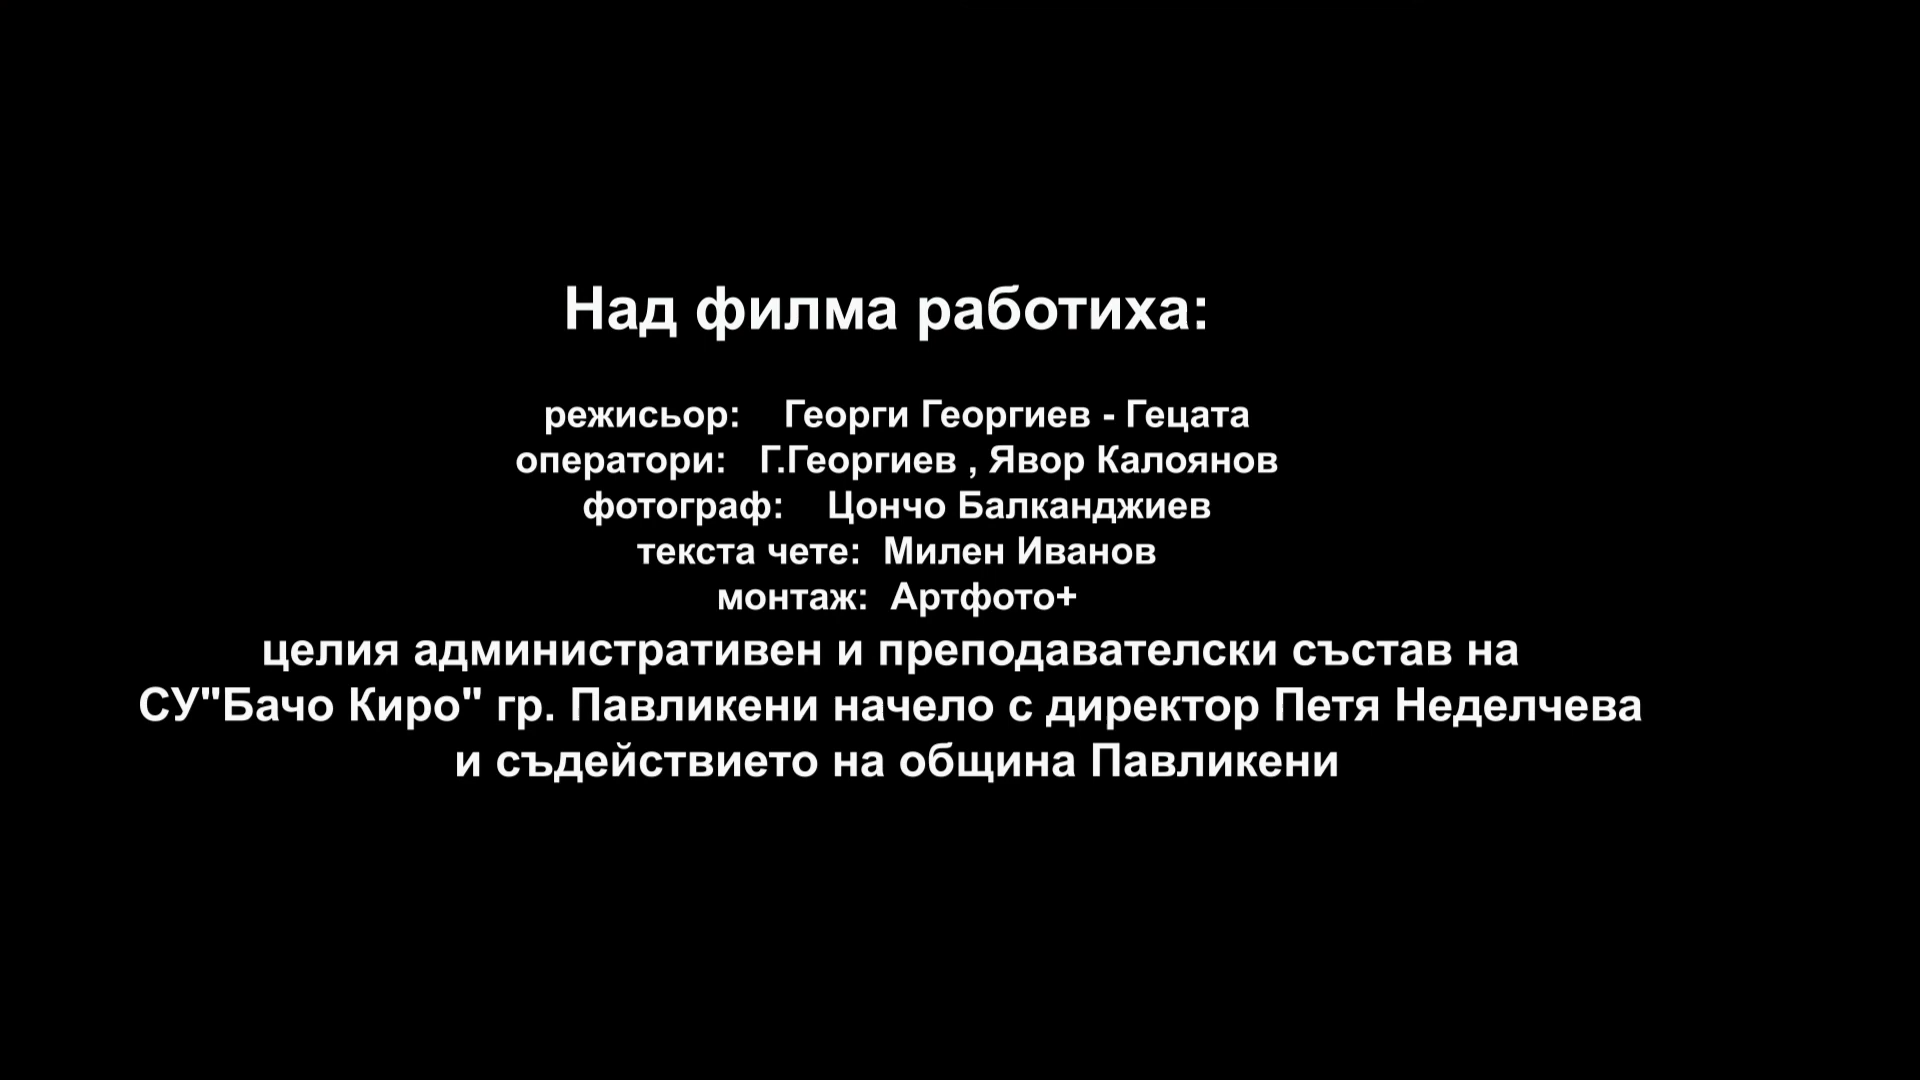 Над филма работиха:
режисьор: Георги Георгиев - Гецата
оператори: Г.Георгиев , Явор Калоянов
фотограф: Цончо Балканджиев
текста чете: Милен Иванов
монтаж: Артфото+
целия административен и преподавателски състав на
СУ"Бачо Киро" гр. Павликени начело с директор Петя Неделчева
и съдействието на община Павликени